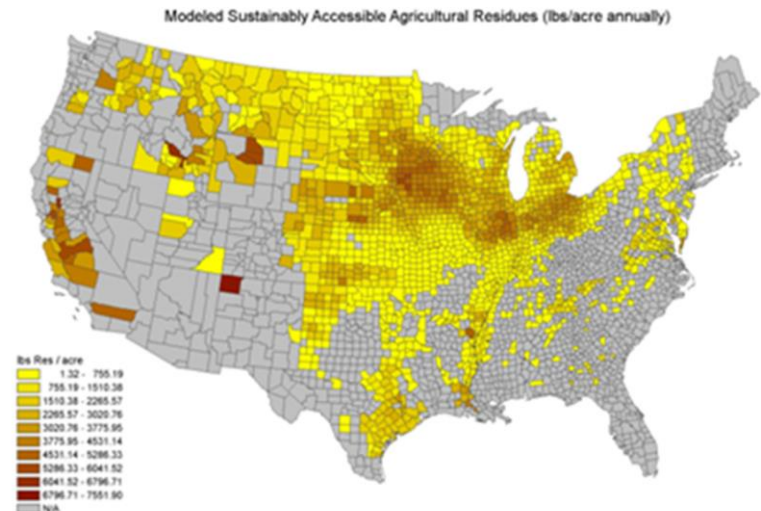 Modeled Sustainably Accessible Agricultural Residues (lbs/acre annually)
lbs Res / acre
1.32 - 755.19
755.19 - 1510.38
1510.38 - 2265.57
2265.57 - 3020.76
3020.76 - 3775.95
3775.95 - 4531.14
4531.14 - 5286.33
5286.33 - 6041.52
6041.52 - 6796.71
6796.71 - 7551.90
N/A